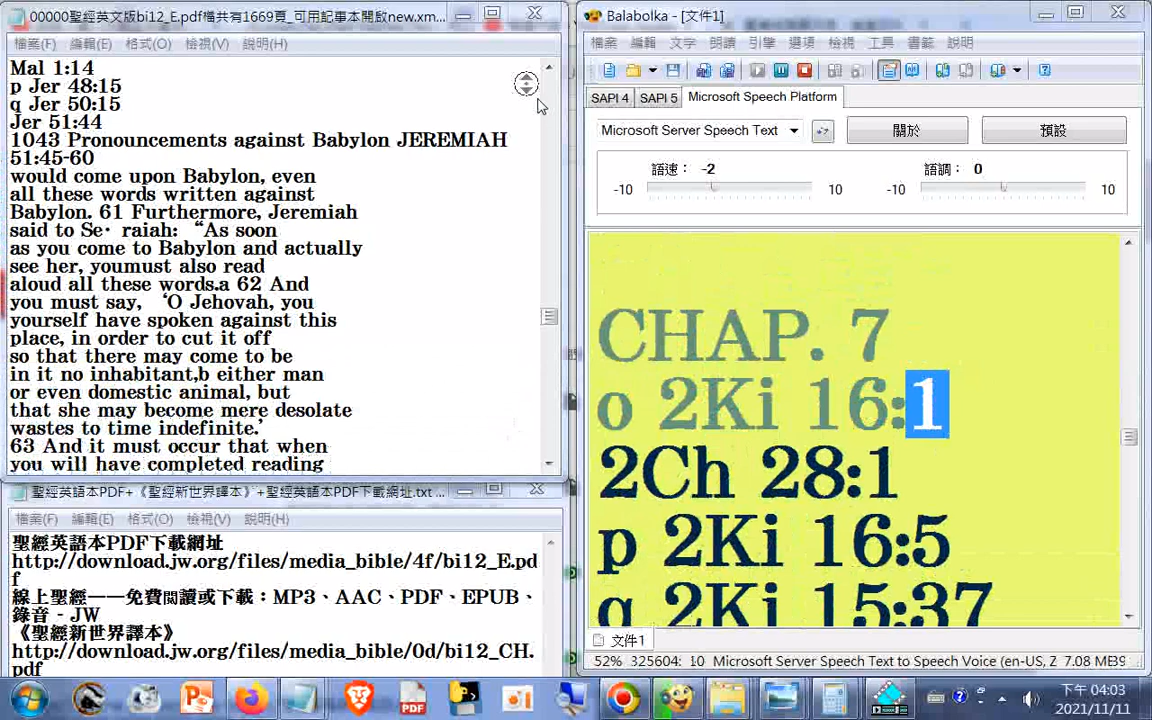 00000聖經英文版bi12_E.pdf檔共有1669頁_可用記事本開啟new.xm...
檔案(F) 編輯(E) 格式(O) 檢視(V) 說明(H)
Mal 1:14
p Jer 48:15
q Jer 50:15
Jer 51:44
1043 Pronouncements against Babylon JEREMIAH
51:45-60
would come upon Babylon, even
all these words written against
Babylon. 61 Furthermore, Jeremiah
said to Se· raiah: “As soon
as you come to Babylon and actually
see her, youmust also read
aloud all these words.a 62 And
you must say, ‘O Jehovah, you
yourself have spoken against this
place, in order to cut it off
so that there may come to be
in it no inhabitant,b either man
or even domestic animal, but
that she may become mere desolate
wastes to time indefinite.’
63 And it must occur that when
you will have completed reading
聖經英語本PDF+《聖經新世界譯本》+聖經英語本PDF下載網址.txt ...
檔案(F) 編輯(E) 格式(O) 檢視(V) 說明(H)
聖經英語本PDF下載網址
http://download.jw.org/files/media_bible/4f/bi12_E.pd
f
線上聖經——免費閱讀或下載：MP3、AAC、PDF、EPUB、
錄音 - JW
《聖經新世界譯本》
http://download.jw.org/files/media_bible/0d/bi12_CH.
pdf
Balabolka - [文件1]
檔案 編輯 文字 朗讀 引擎 選項 檢視 工具 書籤 說明
SAPI 4 SAPI 5 Microsoft Speech Platform
Microsoft Server Speech Text 關於 預設
語速： -2 語調： 0
-10 10 -10 10
CHAP. 7
o 2Ki 16:1
2Ch 28:1
p 2Ki 16:5
q 2Ki 15:37
文件1
52% 325604: 10 Microsoft Server Speech Text to Speech Voice (en-US, Z 7.08 MB
PDF
下午 04:03
2021/11/11